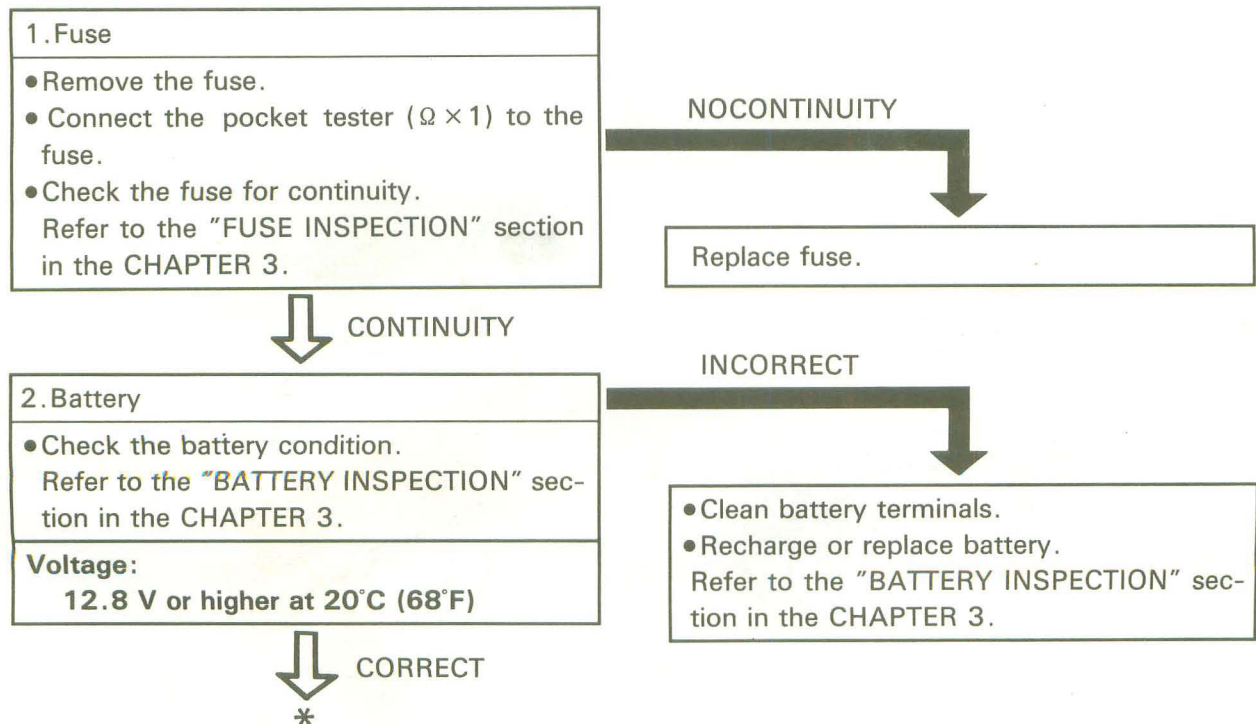 1.Fuse
•Remove the fuse.
• Connect the pocket tester (Ω×1) to the
fuse.
•Check the fuse for continuity.
Refer to the "FUSE INSPECTION" section
in the CHAPTER 3.
NOCONTINUITY
Replace fuse.
CONTINUITY
2.Battery
•Check the battery condition.
Refer to the "BATTERY INSPECTION" sec-
tion in the CHAPTER 3.
Voltage:
12.8 V or higher at 20°C (68°F)
INCORRECT
•Clean battery terminals.
•Recharge or replace battery.
Refer to the "BATTERY INSPECTION" sec-
tion in the CHAPTER 3.
CORRECT
*